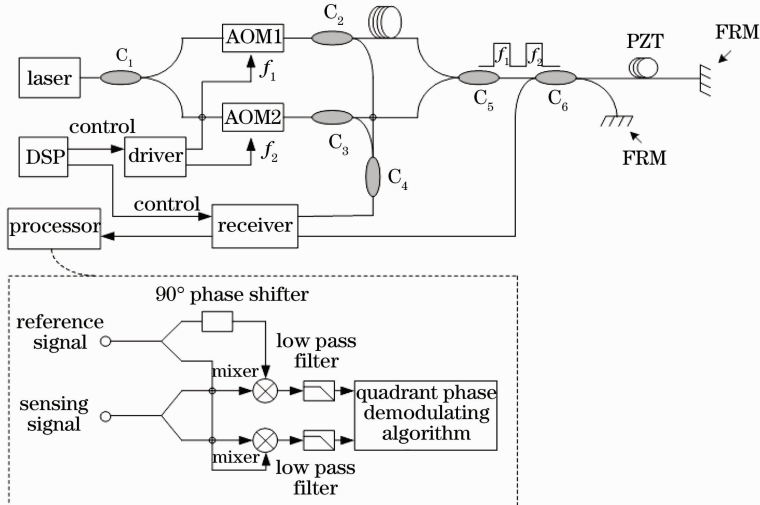 C₂
FRM
C₁
AOM1
PZT
f₁
f₂
laser
f₁
C₅
C₆
control
AOM2
C₃
DSP
driver
f₂
FRM
C₄
control
processor
receiver
90° phase shifter
reference
signal
low pass
filter
mixer
sensing
signal
quadrant phase
demodulating
algorithm
mixer
low pass
filter